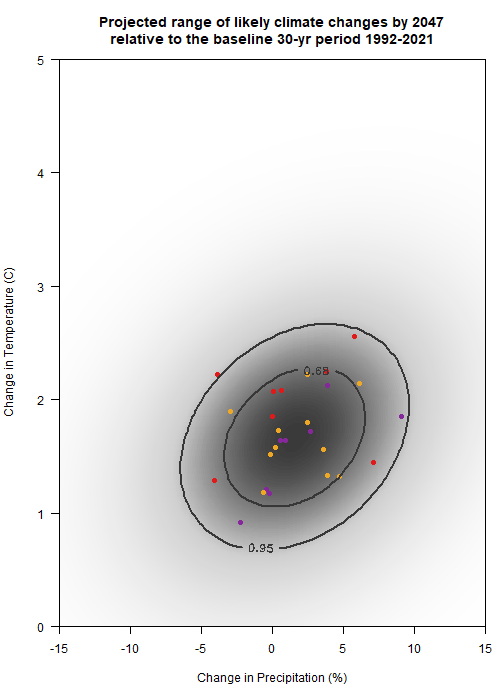 Projected range of likely climate changes by 2047
relative to the baseline 30-yr period 1992-2021
5
4
3
2
1
0
Change in Temperature (C)
0.68
0.95
-15 -10 -5 0 5 10 15
Change in Precipitation (%)